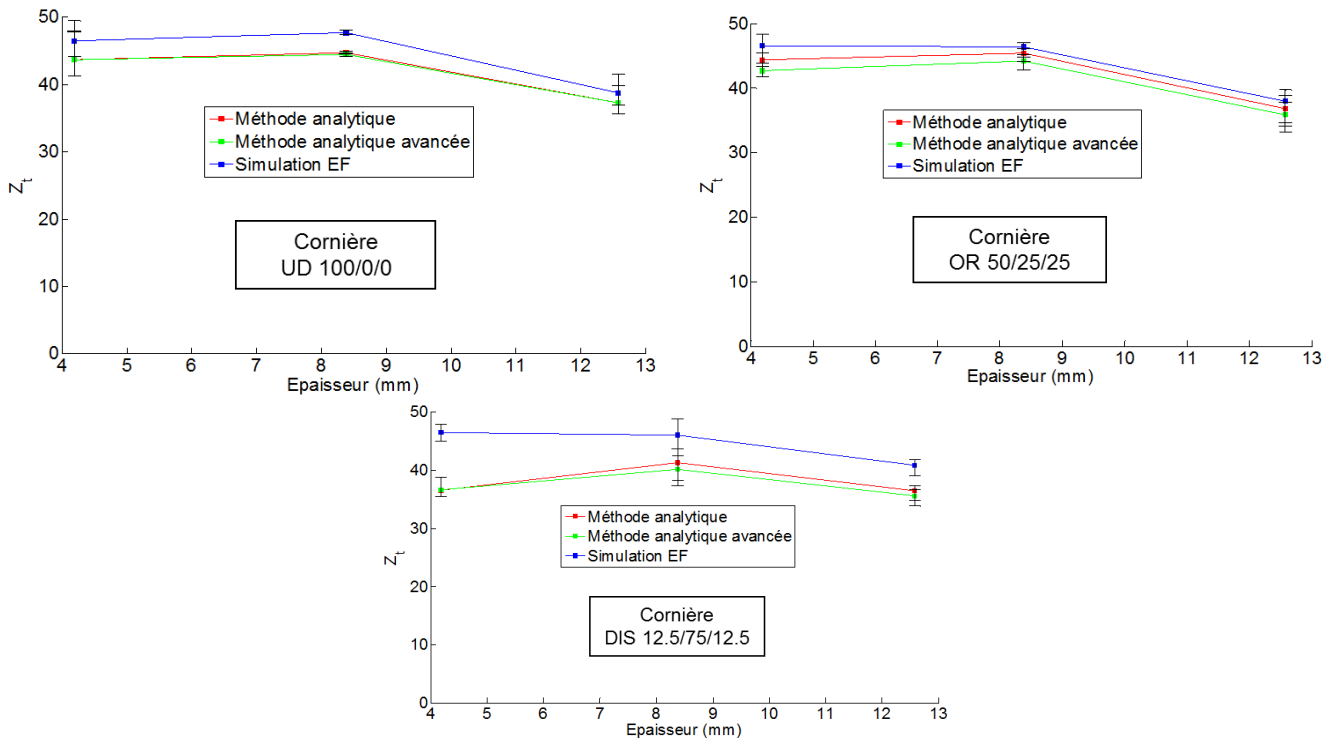 50
40
30
20
10
0
Z_t
Méthode analytique
Méthode analytique avancée
Simulation EF
Cornière
UD 100/0/0
4 5 6 7 8 9 10 11 12 13
Epaisseur (mm)
50
40
30
20
10
0
Z_t
Méthode analytique
Méthode analytique avancée
Simulation EF
Cornière
OR 50/25/25
4 5 6 7 8 9 10 11 12 13
Epaisseur (mm)
50
40
30
20
10
0
Z_t
Méthode analytique
Méthode analytique avancée
Simulation EF
Cornière
DIS 12.5/75/12.5
4 5 6 7 8 9 10 11 12 13
Epaisseur (mm)